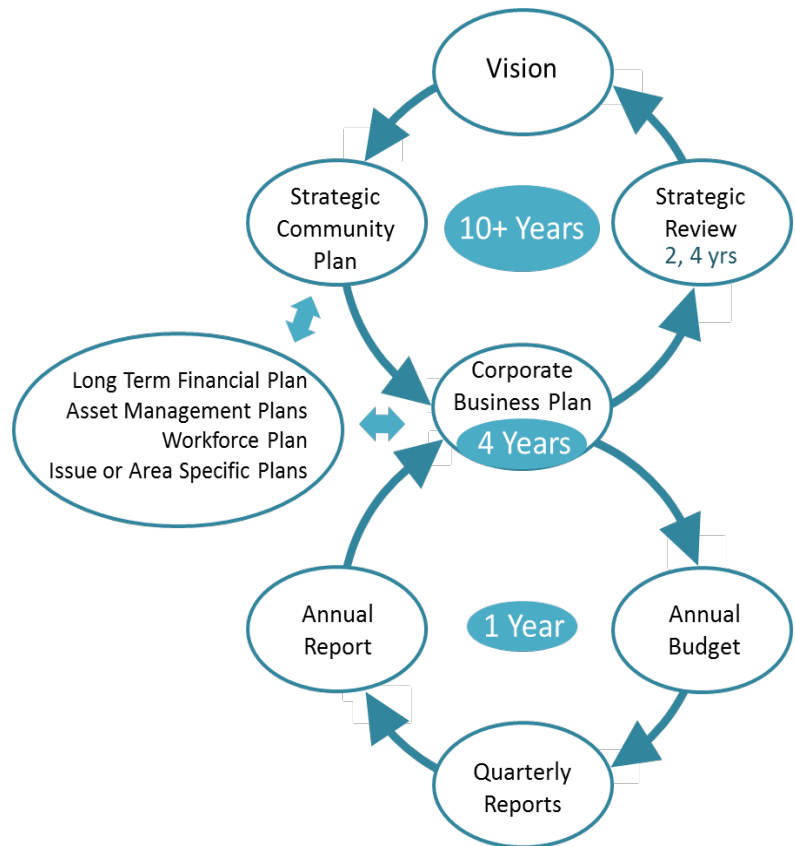 Vision
Strategic
Community
Plan
10+ Years
Strategic
Review
2, 4 yrs
Long Term Financial Plan
Asset Management Plans
Workforce Plan
Issue or Area Specific Plans
Corporate
Business Plan
4 Years
Annual
Report
1 Year
Annual
Budget
Quarterly
Reports